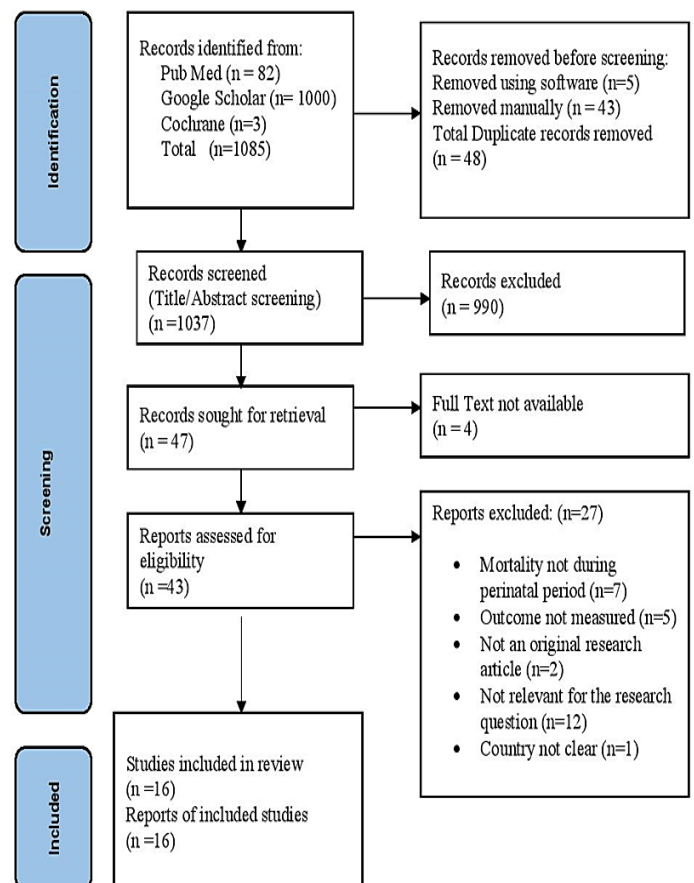 Identification
Records identified from:
Pub Med (n = 82)
Google Scholar (n= 1000)
Cochrane (n=3)
Total (n=1085)
Records removed before screening:
Removed using software (n=5)
Removed manually (n = 43)
Total Duplicate records removed
(n = 48)
Screening
Records screened
(Title/Abstract screening)
(n =1037)
Records excluded
(n = 990)
Records sought for retrieval
(n = 47)
Full Text not available
(n = 4)
Reports assessed for
eligibility
(n =43)
Reports excluded: (n=27)
• Mortality not during
perinatal period (n=7)
• Outcome not measured (n=5)
• Not an original research
article (n=2)
• Not relevant for the research
question (n=12)
• Country not clear (n=1)
Included
Studies included in review
(n =16)
Reports of included studies
(n =16)